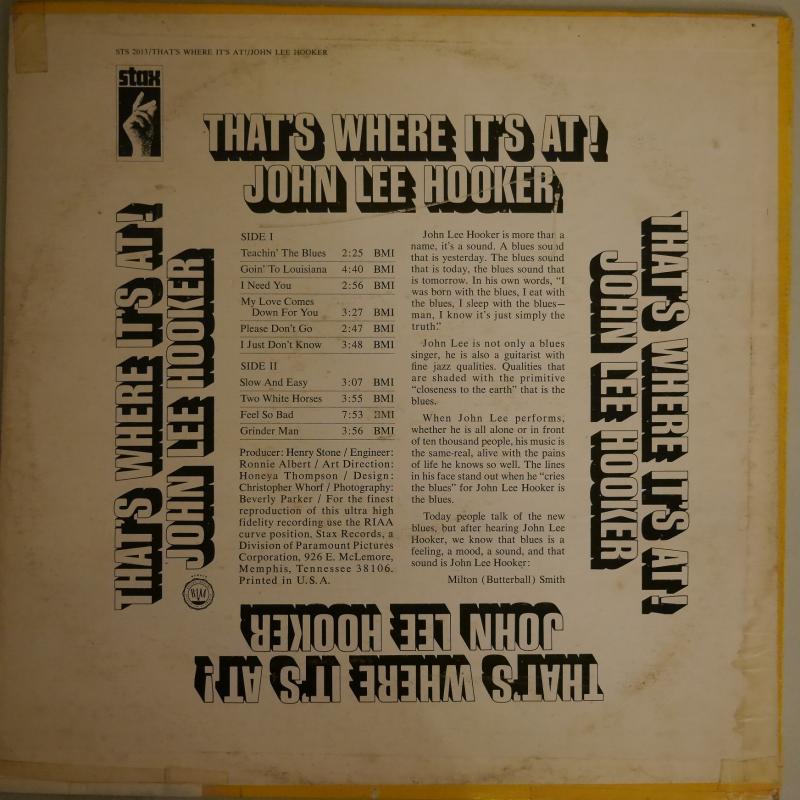 STS 2013/THAT'S WHERE IT'S AT!/JOHN LEE HOOKER
stax
THAT'S WHERE IT'S AT!
JOHN LEE HOOKER
THAT'S WHERE IT'S AT!
JOHN LEE HOOKER
SIDE I
Teachin' The Blues 2:25 BMI
Goin' To Louisiana 4:40 BMI
I Need You 2:56 BMI
My Love Comes
Down For You 3:27 BMI
Please Don't Go 2:47 BMI
I Just Don't Know 3:48 BMI
SIDE II
Slow And Easy 3:07 BMI
Two White Horses 3:55 BMI
Feel So Bad 7:53 BMI
Grinder Man 3:56 BMI
Producer: Henry Stone / Engineer:
Ronnie Albert / Art Direction:
Honeya Thompson / Design:
Christopher Whorf / Photography:
Beverly Parker / For the finest
reproduction of this ultra high
fidelity recording use the RIAA
curve position. Stax Records, a
Division of Paramount Pictures
Corporation, 926 E. McLemore,
Memphis, Tennessee 38106.
Printed in U.S.A.
John Lee Hooker is more than a
name, it's a sound. A blues sound
that is yesterday. The blues sound
that is today, the blues sound that
is tomorrow. In his own words, "I
was born with the blues, I eat with
the blues, I sleep with the blues—
man, I know it's just simply the
truth."
John Lee is not only a blues
singer, he is also a guitarist with
fine jazz qualities. Qualities that
are shaded with the primitive
"closeness to the earth" that is the
blues.
When John Lee performs,
whether he is all alone or in front
of ten thousand people, his music is
the same-real, alive with the pains
of life he knows so well. The lines
in his face stand out when he "cries
the blues" for John Lee Hooker is
the blues.
Today people talk of the new
blues, but after hearing John Lee
Hooker, we know that blues is a
feeling, a mood, a sound, and that
sound is John Lee Hooker:
Milton (Butterball) Smith
THAT'S WHERE IT'S AT!
JOHN LEE HOOKER
THAT'S WHERE IT'S AT!
JOHN LEE HOOKER